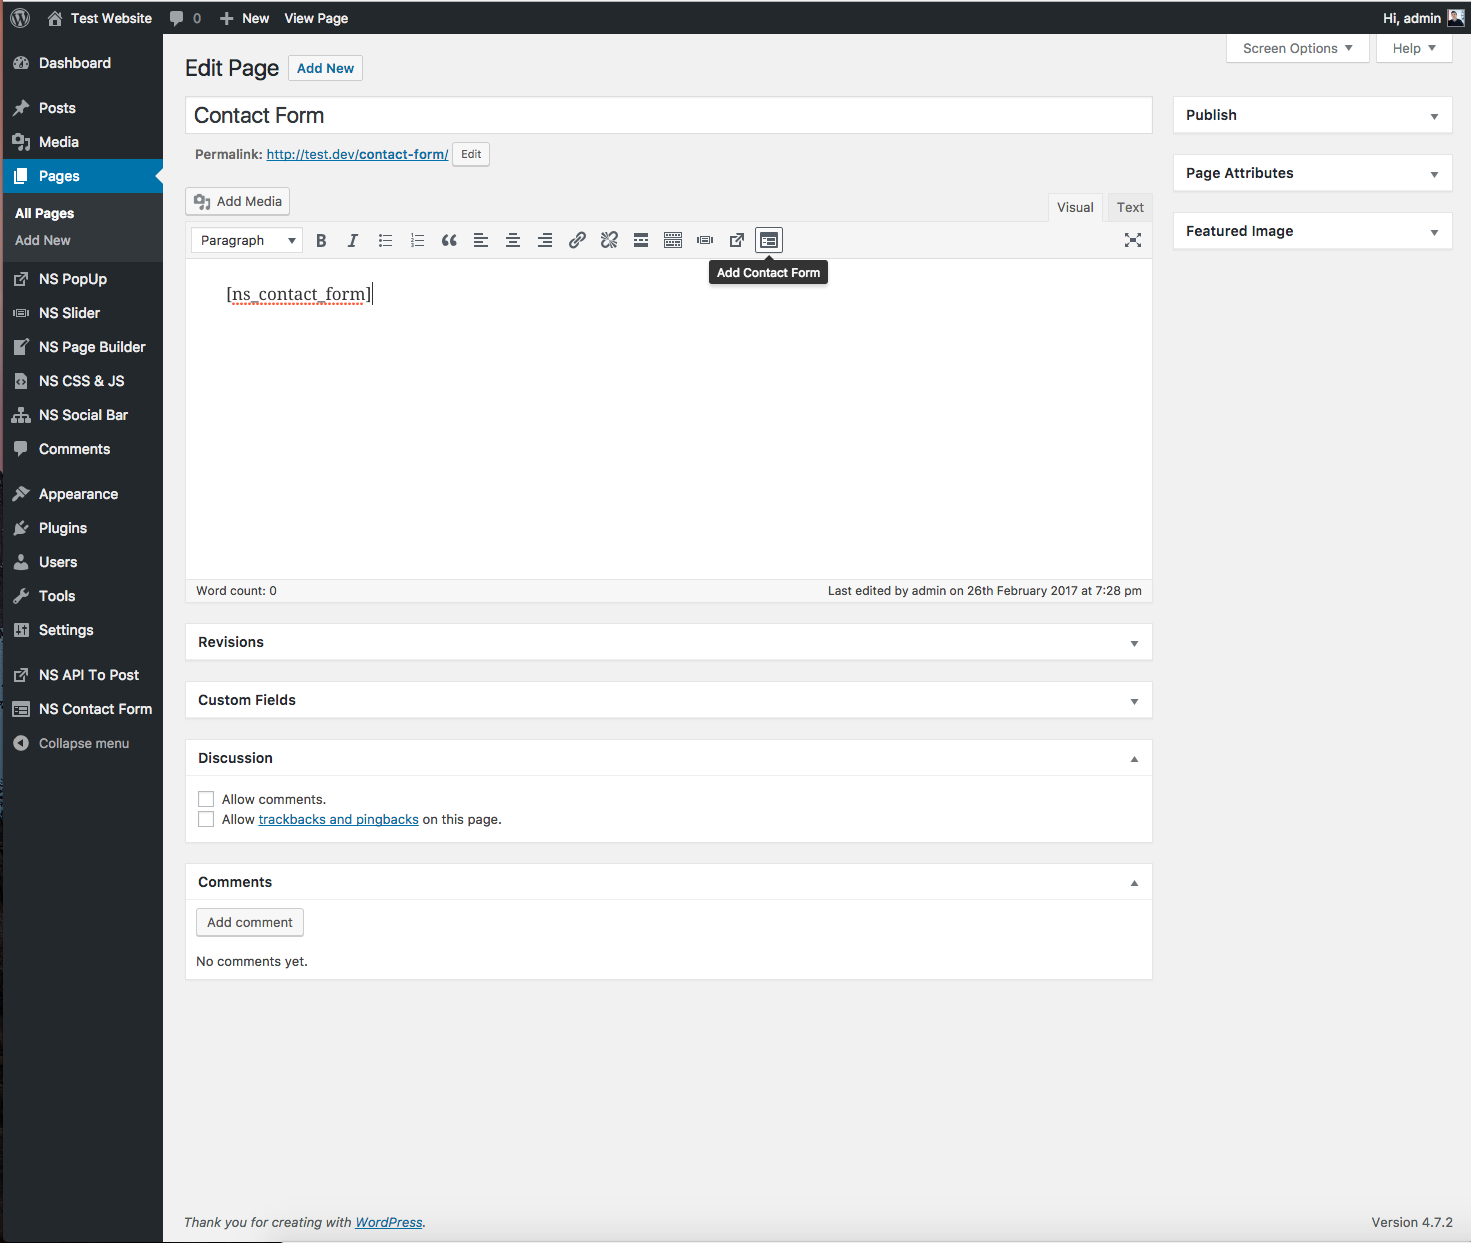 Test Website 0 New View Page Hi, admin
Screen Options Help
Dashboard
Posts
Media
Pages
All Pages
Add New
NS PopUp
NS Slider
NS Page Builder
NS CSS & JS
NS Social Bar
Comments
Appearance
Plugins
Users
Tools
Settings
NS API To Post
NS Contact Form
Collapse menu
Edit Page Add New
Contact Form
Permalink: http://test.dev/contact-form/ Edit
Add Media
Visual Text
Paragraph
Add Contact Form
[ns_contact_form]
Word count: 0 Last edited by admin on 26th February 2017 at 7:28 pm
Revisions
Custom Fields
Discussion
Allow comments.
Allow trackbacks and pingbacks on this page.
Comments
Add comment
No comments yet.
Publish
Page Attributes
Featured Image
Thank you for creating with WordPress. Version 4.7.2